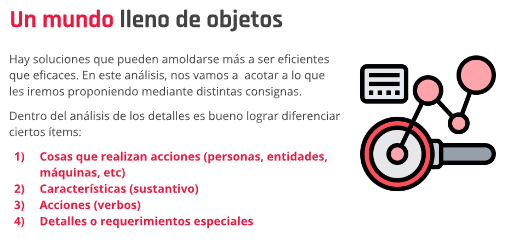 Un mundo lleno de objetos
Hay soluciones que pueden amoldarse más a ser eficientes
que eficaces. En este análisis, nos vamos a acotar a lo que
les iremos proponiendo mediante distintas consignas.
Dentro del análisis de los detalles es bueno lograr diferenciar
ciertos ítems:
1) Cosas que realizan acciones (personas, entidades,
máquinas, etc)
2) Características (sustantivo)
3) Acciones (verbos)
4) Detalles o requerimientos especiales